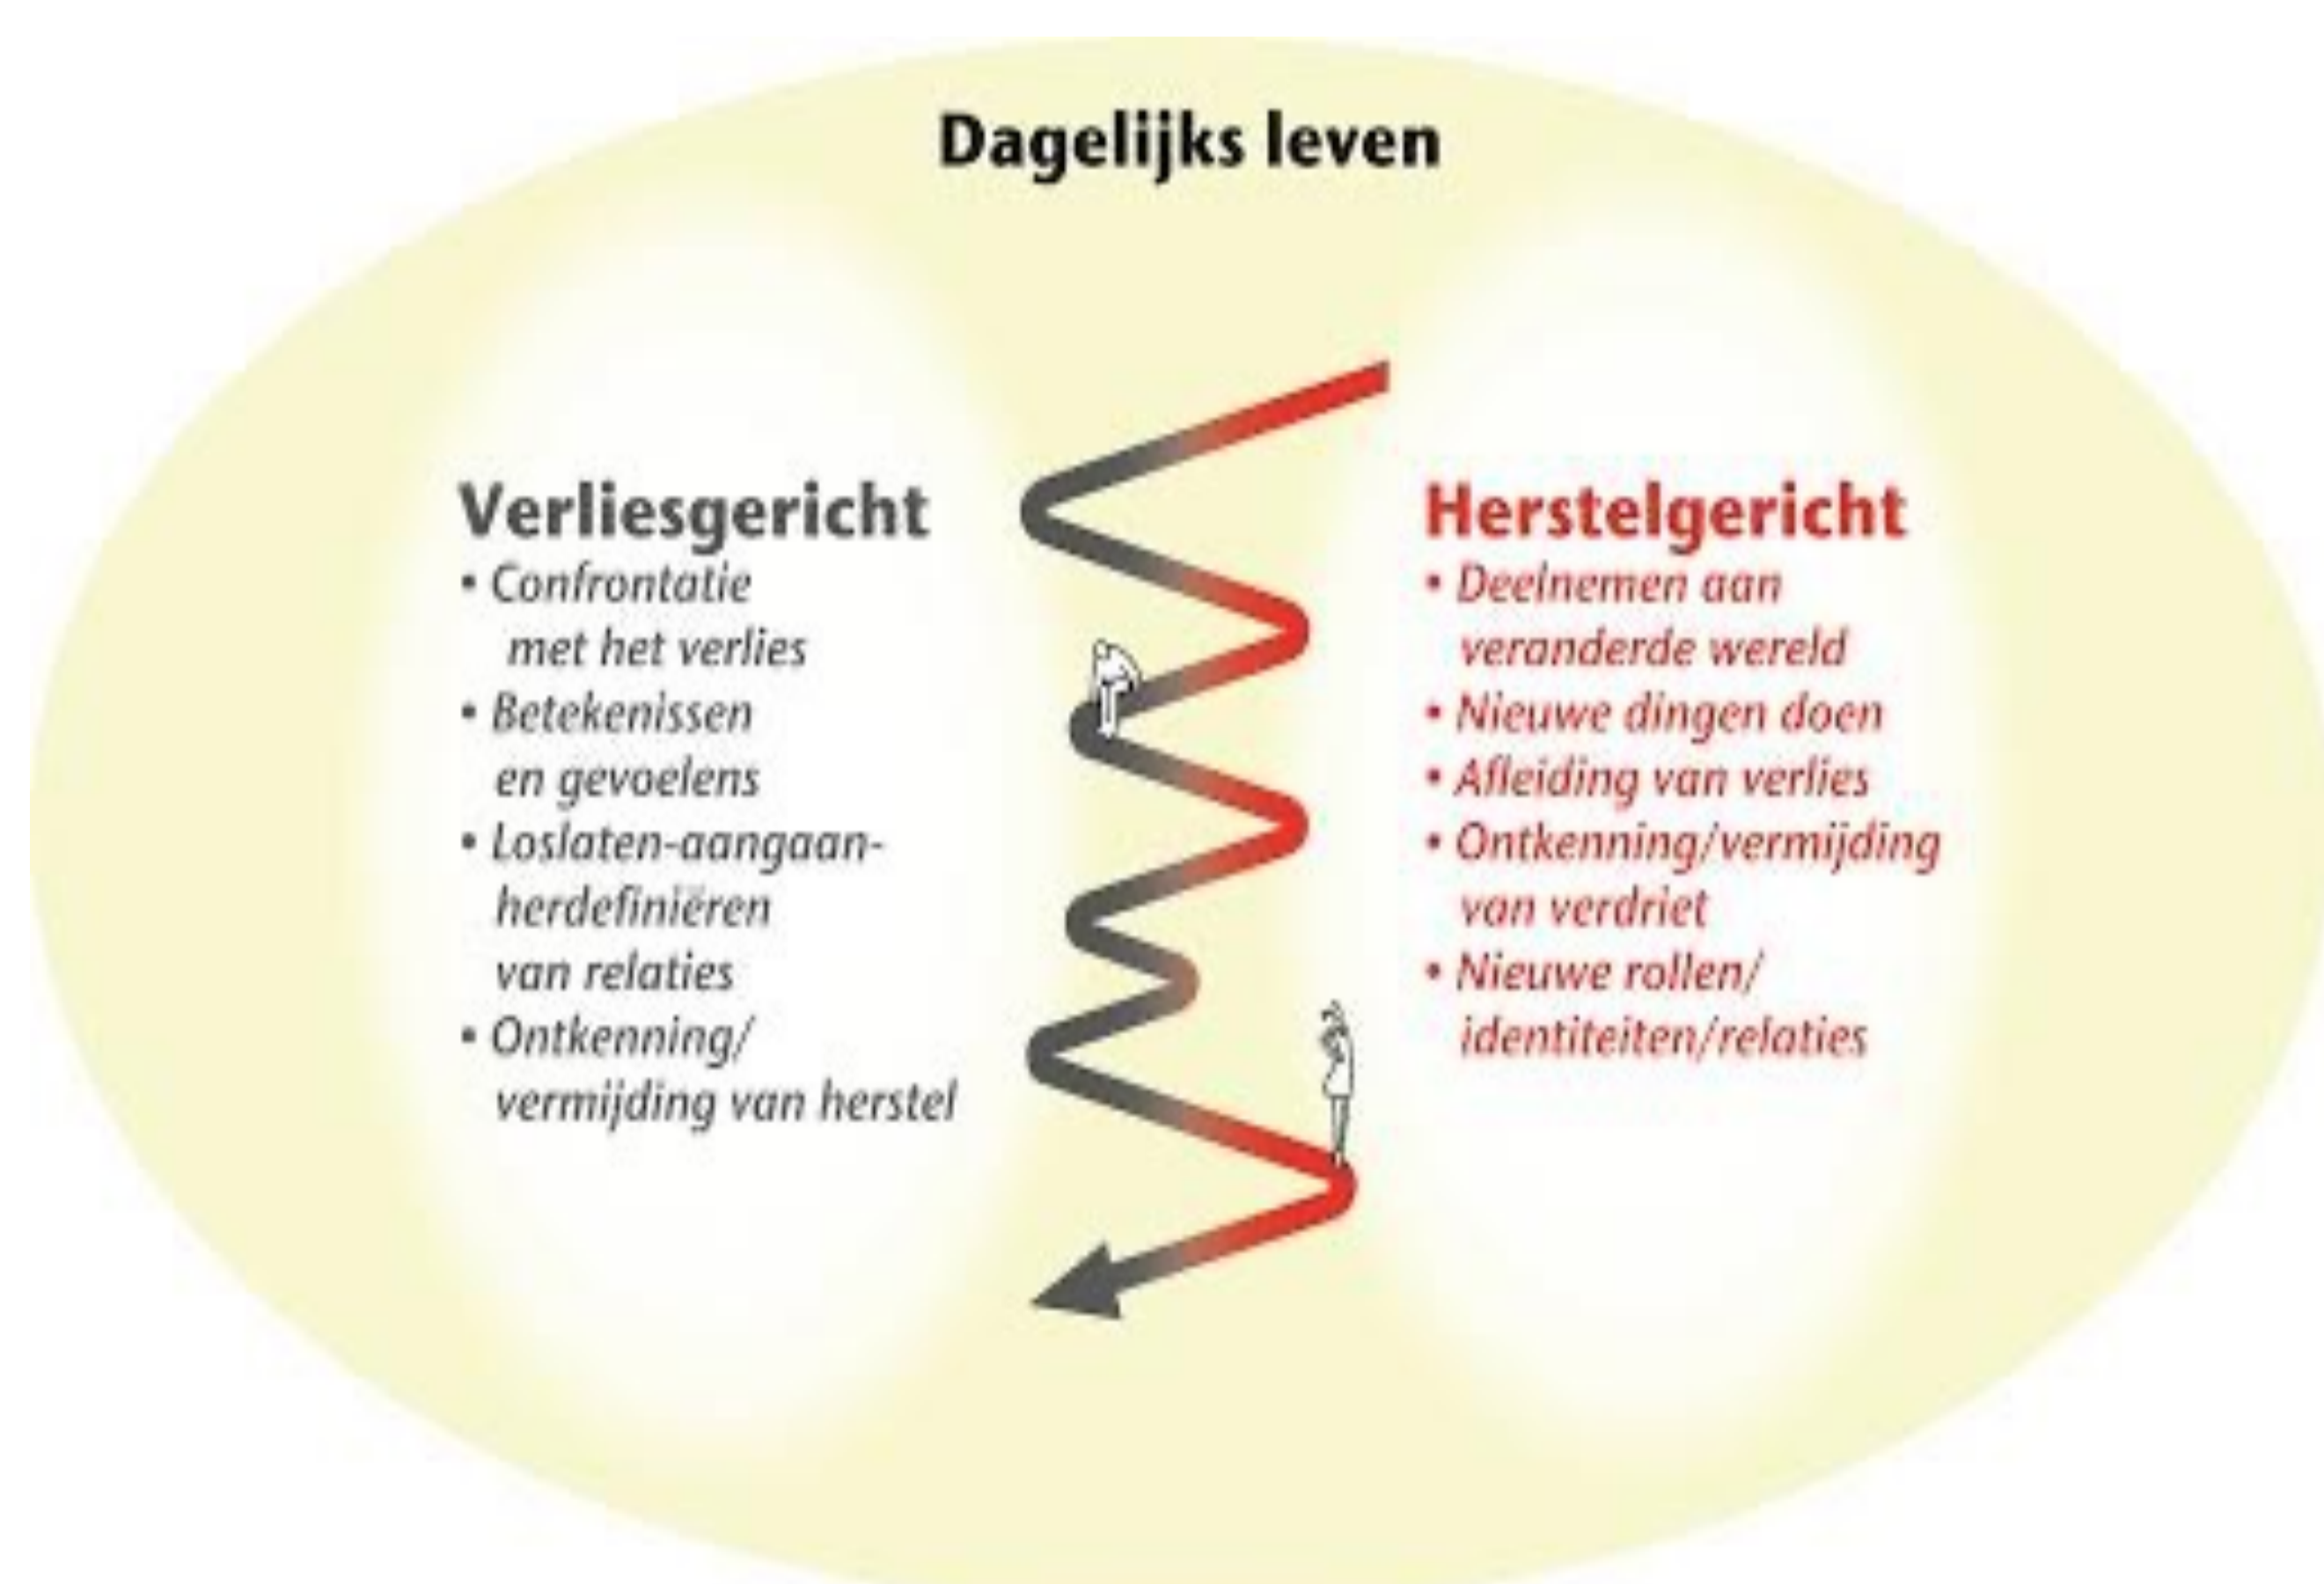 Dagelijks leven
Verliesgericht
• Confrontatie
met het verlies
• Betekenissen
en gevoelens
• Loslaten-aangaan-
herdefiniëren
van relaties
• Ontkenning/
vermijding van herstel
Herstelgericht
• Deelnemen aan
veranderde wereld
• Nieuwe dingen doen
• Afleiding van verlies
• Ontkenning/vermijding
van verdriet
• Nieuwe rollen/
identiteiten/relaties